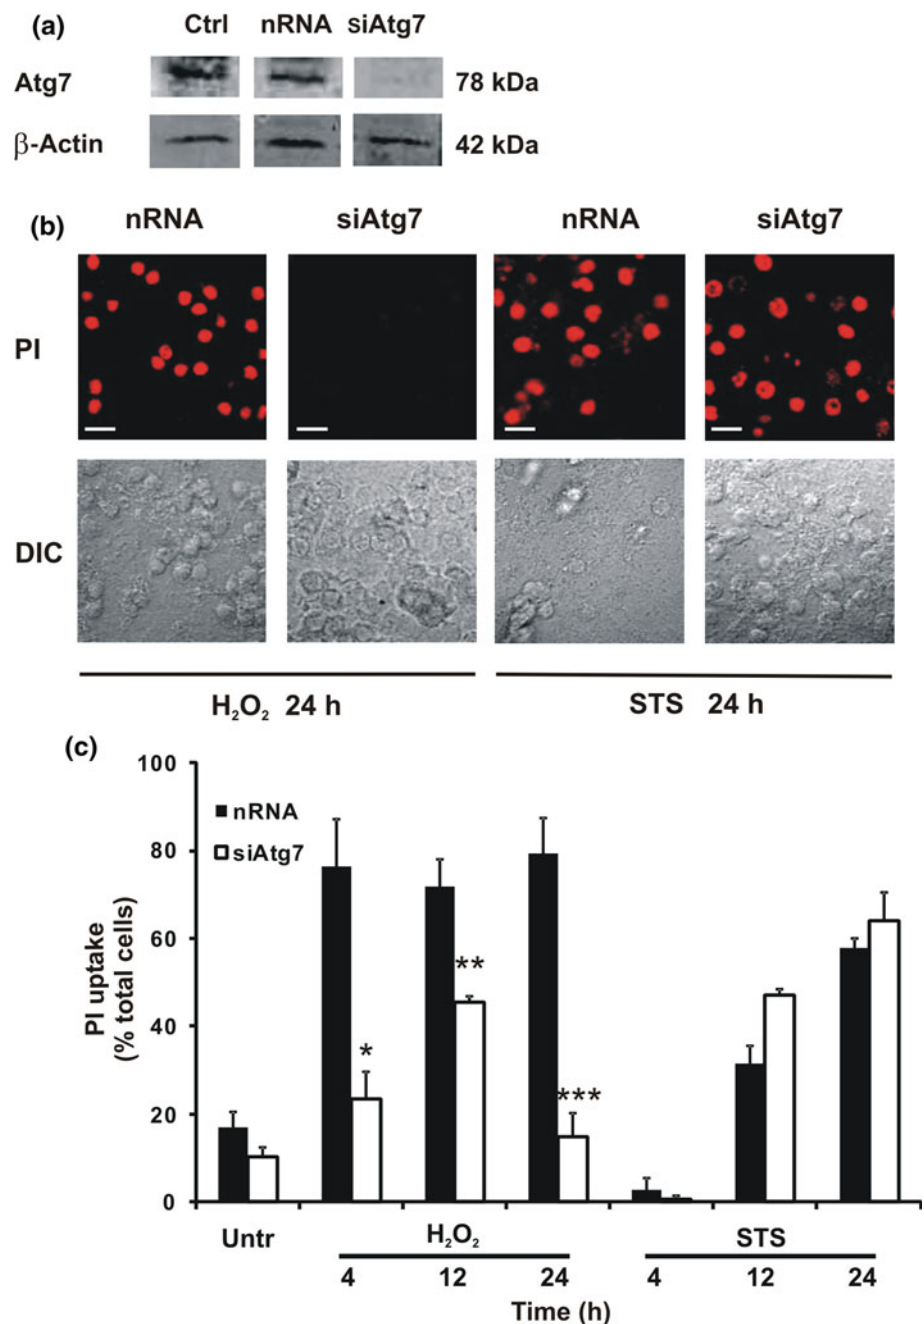 (a) Ctrl nRNA siAtg7
Atg7 78 kDa
β-Actin 42 kDa
(b) nRNA siAtg7 nRNA siAtg7
PI
DIC
H₂O₂ 24 h STS 24 h
(c)
PI uptake
(% total cells)
100
80
60
40
20
0
nRNA
siAtg7
*
**
***
Untr H₂O₂ STS
4 12 24 4 12 24
Time (h)